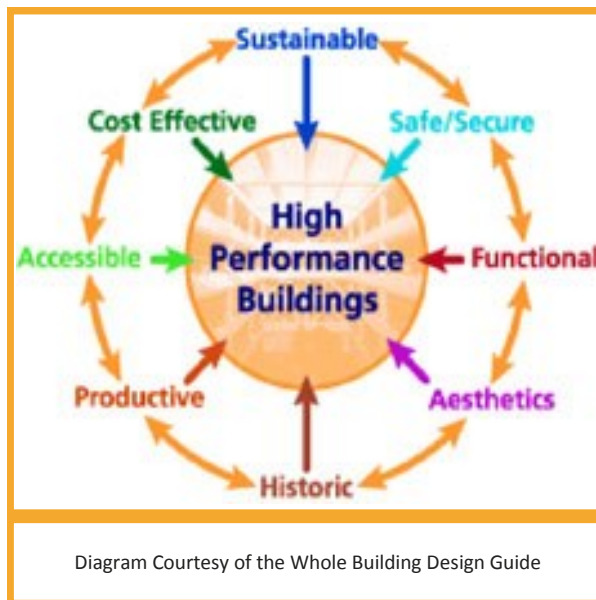 Sustainable
Cost Effective
Safe/Secure
High
Performance
Buildings
Accessible
Functional
Productive
Aesthetics
Historic
Diagram Courtesy of the Whole Building Design Guide